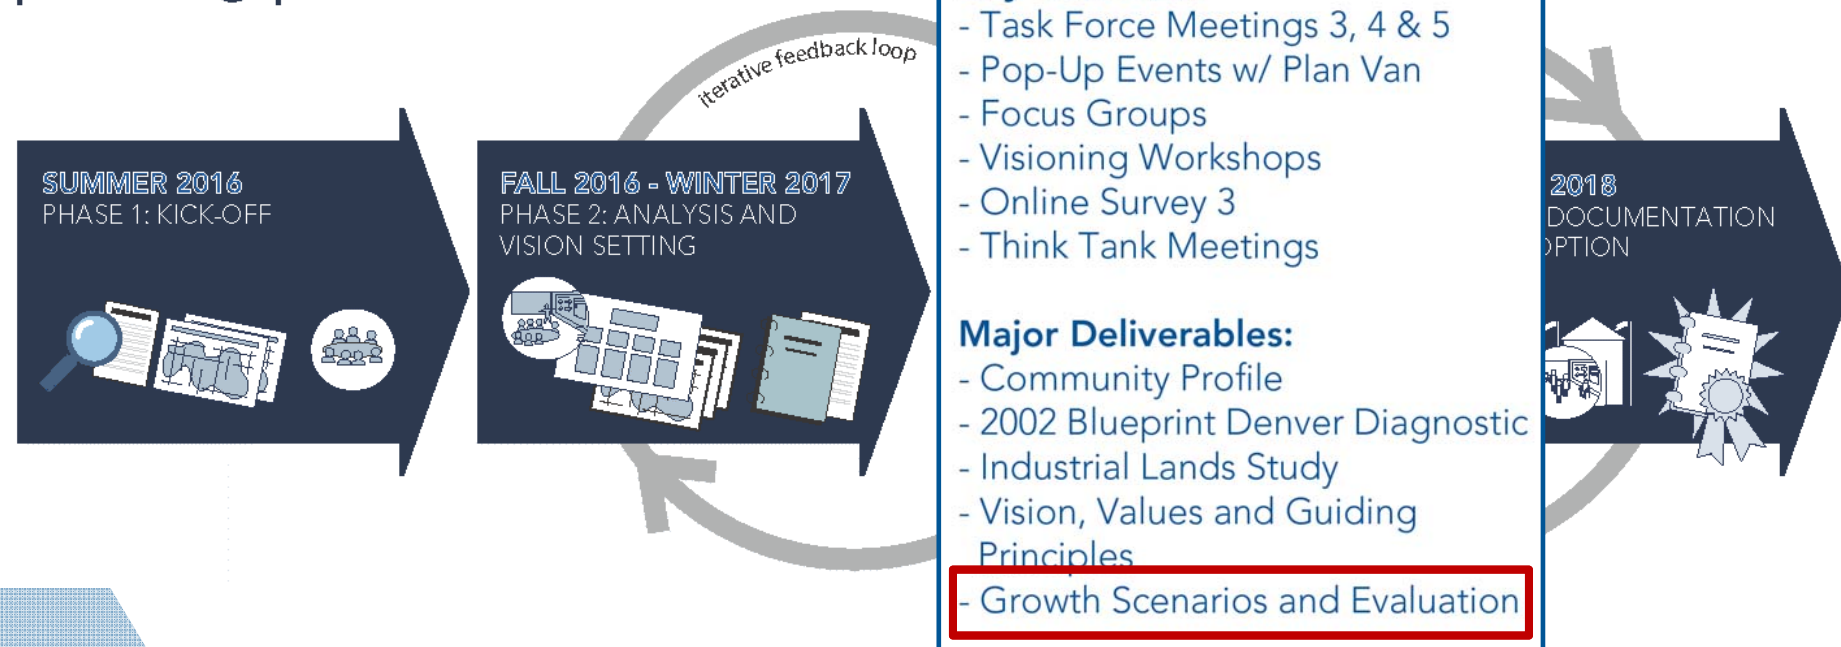 iterative feedback loop
SUMMER 2016
PHASE 1: KICK-OFF
FALL 2016 - WINTER 2017
PHASE 2: ANALYSIS AND
VISION SETTING
- Task Force Meetings 3, 4 & 5
- Pop-Up Events w/ Plan Van
- Focus Groups
- Visioning Workshops
- Online Survey 3
- Think Tank Meetings
Major Deliverables:
- Community Profile
- 2002 Blueprint Denver Diagnostic
- Industrial Lands Study
- Vision, Values and Guiding
Principles
- Growth Scenarios and Evaluation
2018
DOCUMENTATION
OPTION